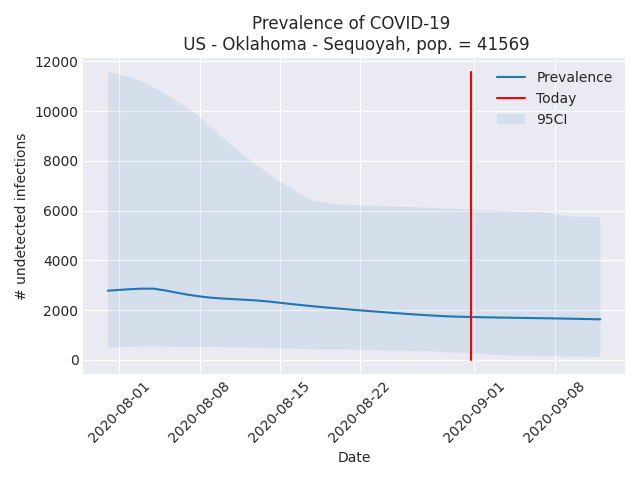 Prevalence of COVID-19
US - Oklahoma - Sequoyah, pop. = 41569
12000
10000
8000
6000
4000
2000
0
# undetected infections
Prevalence
Today
95CI
2020-08-01
2020-08-08
2020-08-15
2020-08-22
2020-09-01
2020-09-08
Date